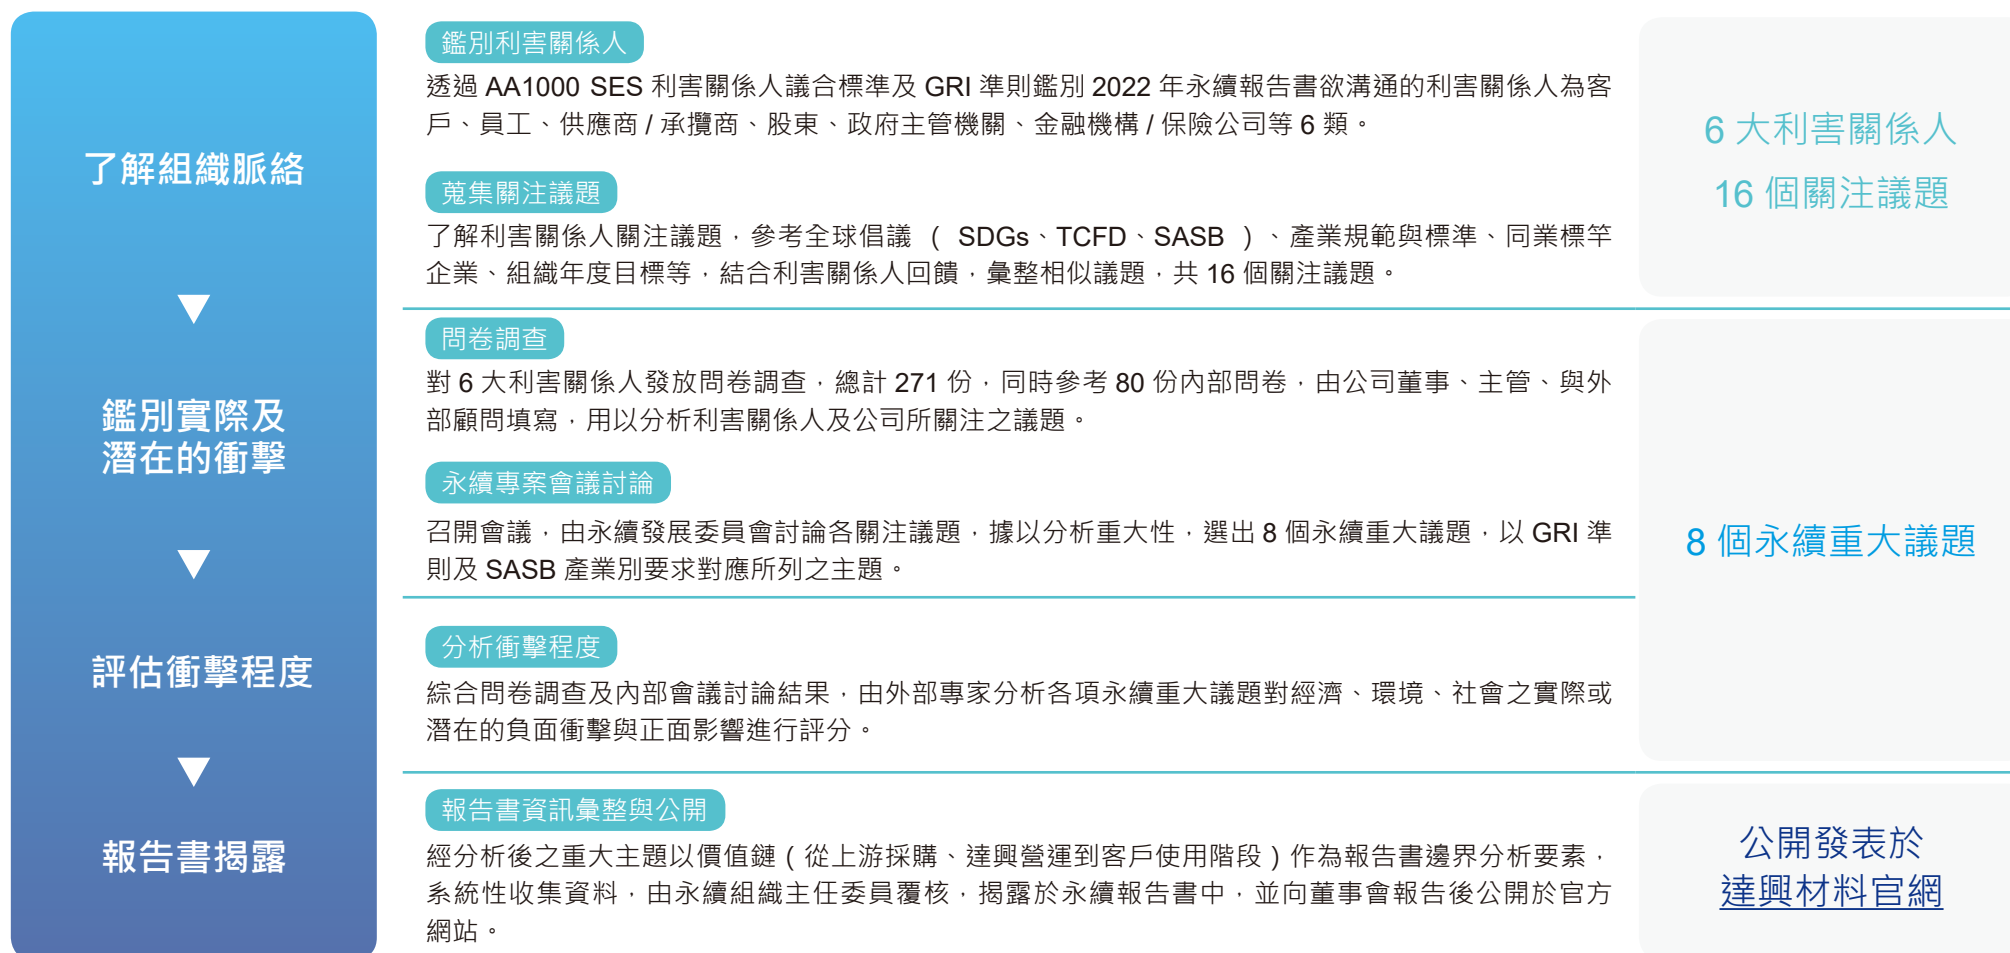 了解組織脈絡
鑑別利害關係人
透過 AA1000 SES 利害關係人議合標準及 GRI 準則鑑別 2022 年永續報告書欲溝通的利害關係人為客
戶、員工、供應商 / 承攬商、股東、政府主管機關、金融機構 / 保險公司等 6 類。
蒐集關注議題
了解利害關係人關注議題，參考全球倡議 （ SDGs、TCFD、SASB ）、產業規範與標準、同業標竿
企業、組織年度目標等，結合利害關係人回饋，彙整相似議題，共 16 個關注議題。
6 大利害關係人
16 個關注議題
鑑別實際及
潛在的衝擊
問卷調查
對 6 大利害關係人發放問卷調查，總計 271 份，同時參考 80 份內部問卷，由公司董事、主管、與外
部顧問填寫，用以分析利害關係人及公司所關注之議題。
永續專案會議討論
召開會議，由永續發展委員會討論各關注議題，據以分析重大性，選出 8 個永續重大議題，以 GRI 準
則及 SASB 產業別要求對應所列之主題。
8 個永續重大議題
評估衝擊程度
分析衝擊程度
綜合問卷調查及內部會議討論結果，由外部專家分析各項永續重大議題對經濟、環境、社會之實際或
潛在的負面衝擊與正面影響進行評分。
報告書揭露
報告書資訊彙整與公開
經分析後之重大主題以價值鏈（從上游採購、達興營運到客戶使用階段）作為報告書邊界分析要素，
系統性收集資料，由永續組織主任委員覆核，揭露於永續報告書中，並向董事會報告後公開於官方
網站。
公開發表於
達興材料官網